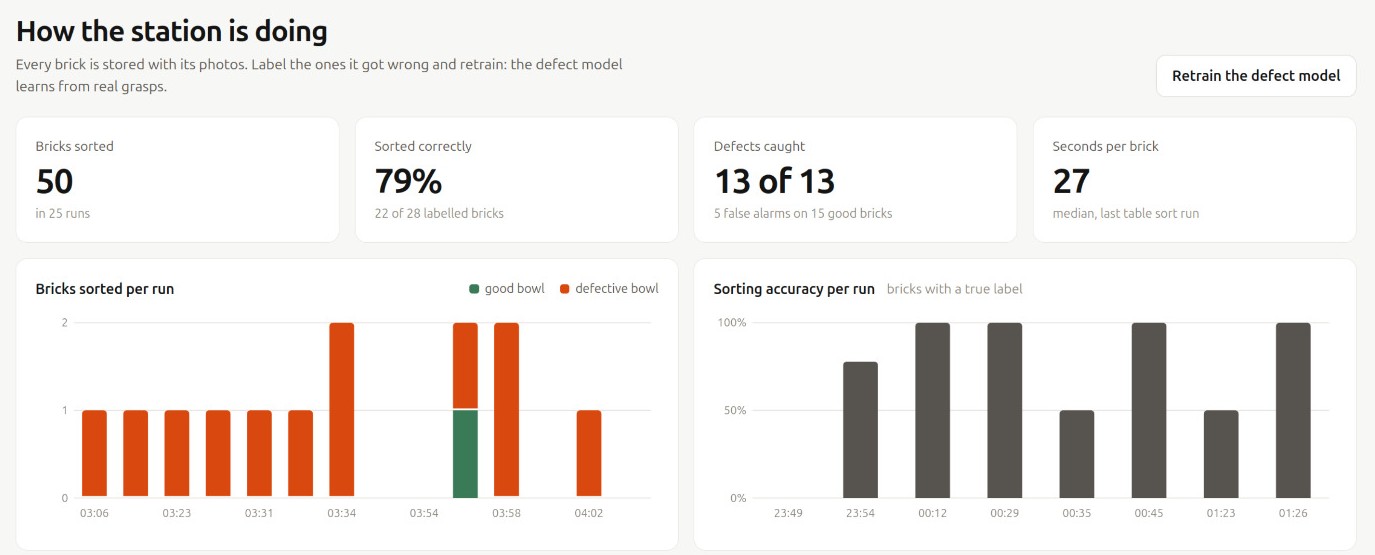 How the station is doing
Every brick is stored with its photos. Label the ones it got wrong and retrain: the defect model
learns from real grasps.
Retrain the defect model
Bricks sorted
50
in 25 runs
Sorted correctly
79%
22 of 28 labelled bricks
Defects caught
13 of 13
5 false alarms on 15 good bricks
Seconds per brick
27
median, last table sort run
Bricks sorted per run
good bowl
defective bowl
2
1
0
03:06
03:23
03:31
03:34
03:54
03:58
04:02
Sorting accuracy per run bricks with a true label
100%
50%
0%
23:49
23:54
00:12
00:29
00:35
00:45
01:23
01:26